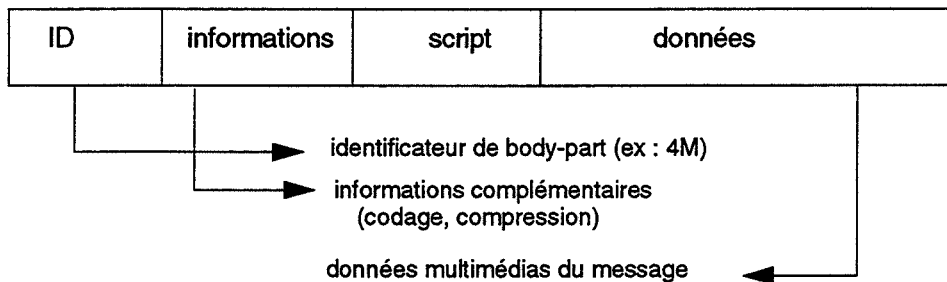 ID informations script données
identificateur de body-part (ex : 4M)
informations complémentaires
(codage, compression)
données multimédias du message